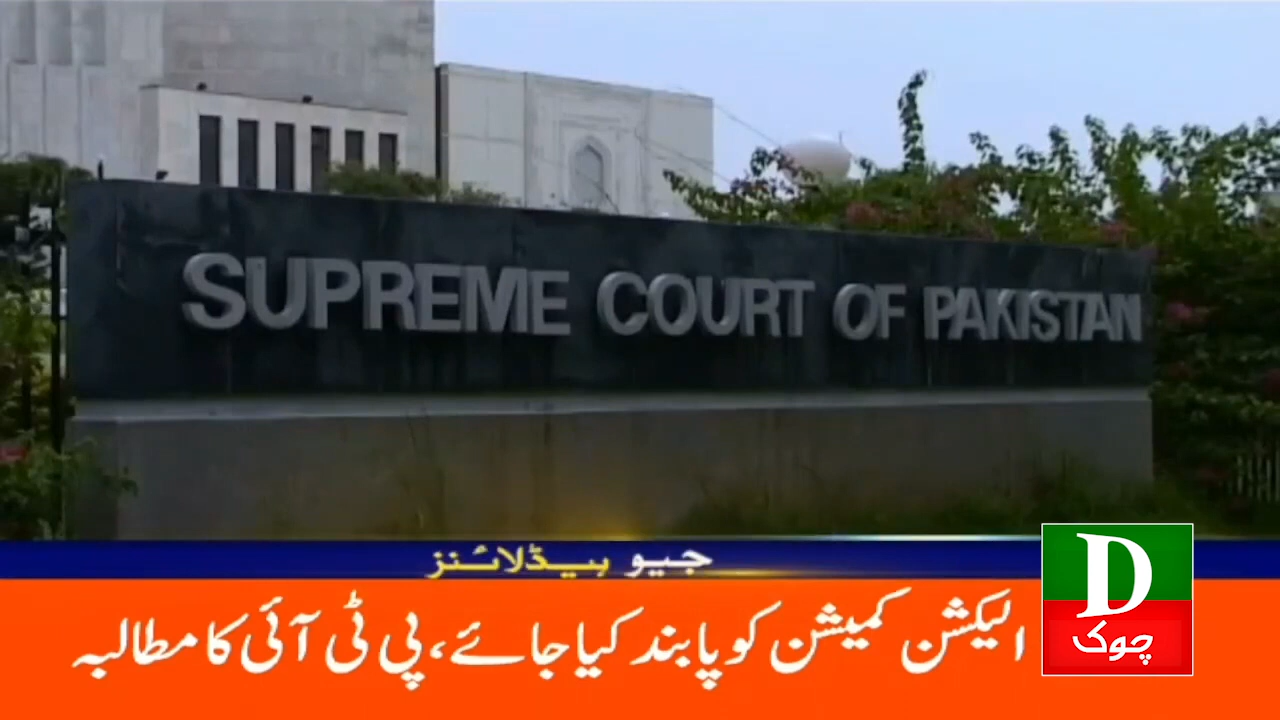 SUPREME COURT OF PAKISTAN
جیو ہیڈلائنز
الیکشن کمیشن کو پابند کیا جائے، پی ٹی آئی کا مطالبہ
D
چوک